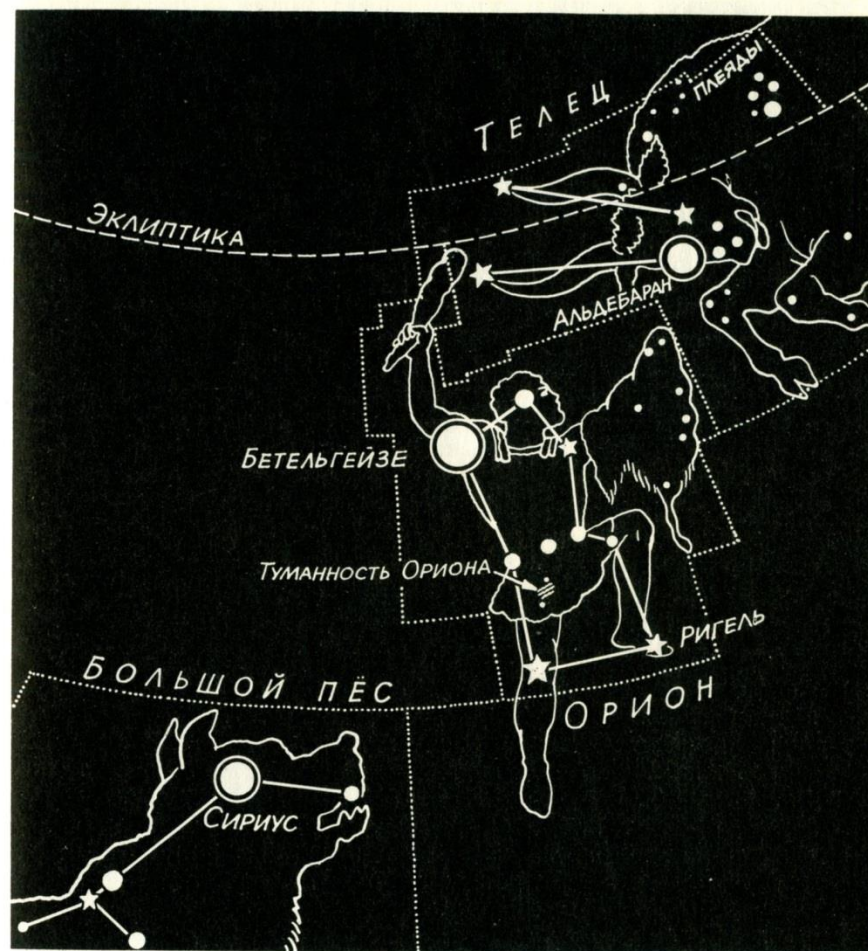 ПЛЕЯДЫ
ТЕЛЕЦ
ЭКЛИПТИКА
АЛЬДЕБАРАН
БЕТЕЛЬГЕЙЗЕ
ТУМАННОСТЬ ОРИОНА
РИГЕЛЬ
БОЛЬШОЙ ПЁС
ОРИОН
СИРИУС